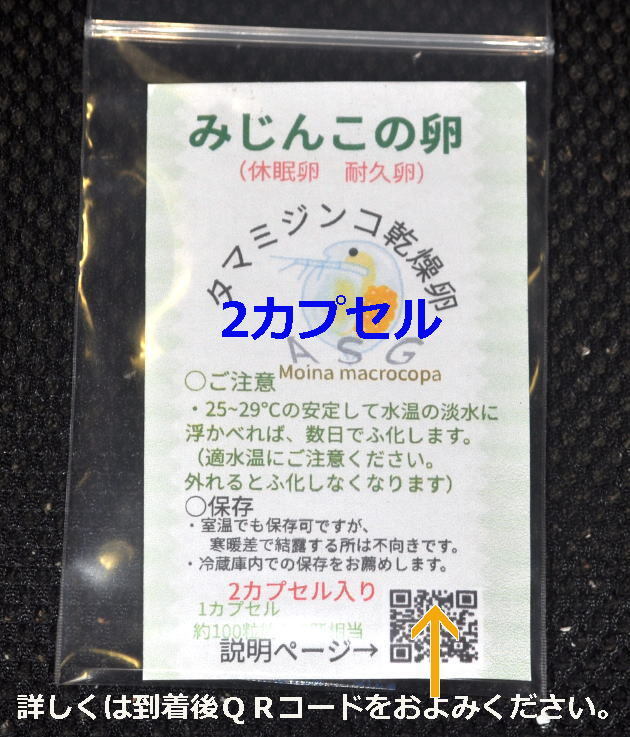 みじんこの卵
（休眠卵　耐久卵）
タマミジンコ乾燥卵
2カプセル
ASG
Moina macrocopa
○ご注意
・25~29℃の安定して水温の淡水に
浮かべれば、数日でふ化します。
（適水温にご注意ください。
外れるとふ化しなくなります）
○保存
・室温でも保存可ですが、
寒暖差で結露する所は不向きです。
・冷蔵庫内での保存をお薦めします。
2カプセル入り
1カプセル
約100粒
相当
説明ページ→
詳しくは到着後ＱＲコードをおよみください。